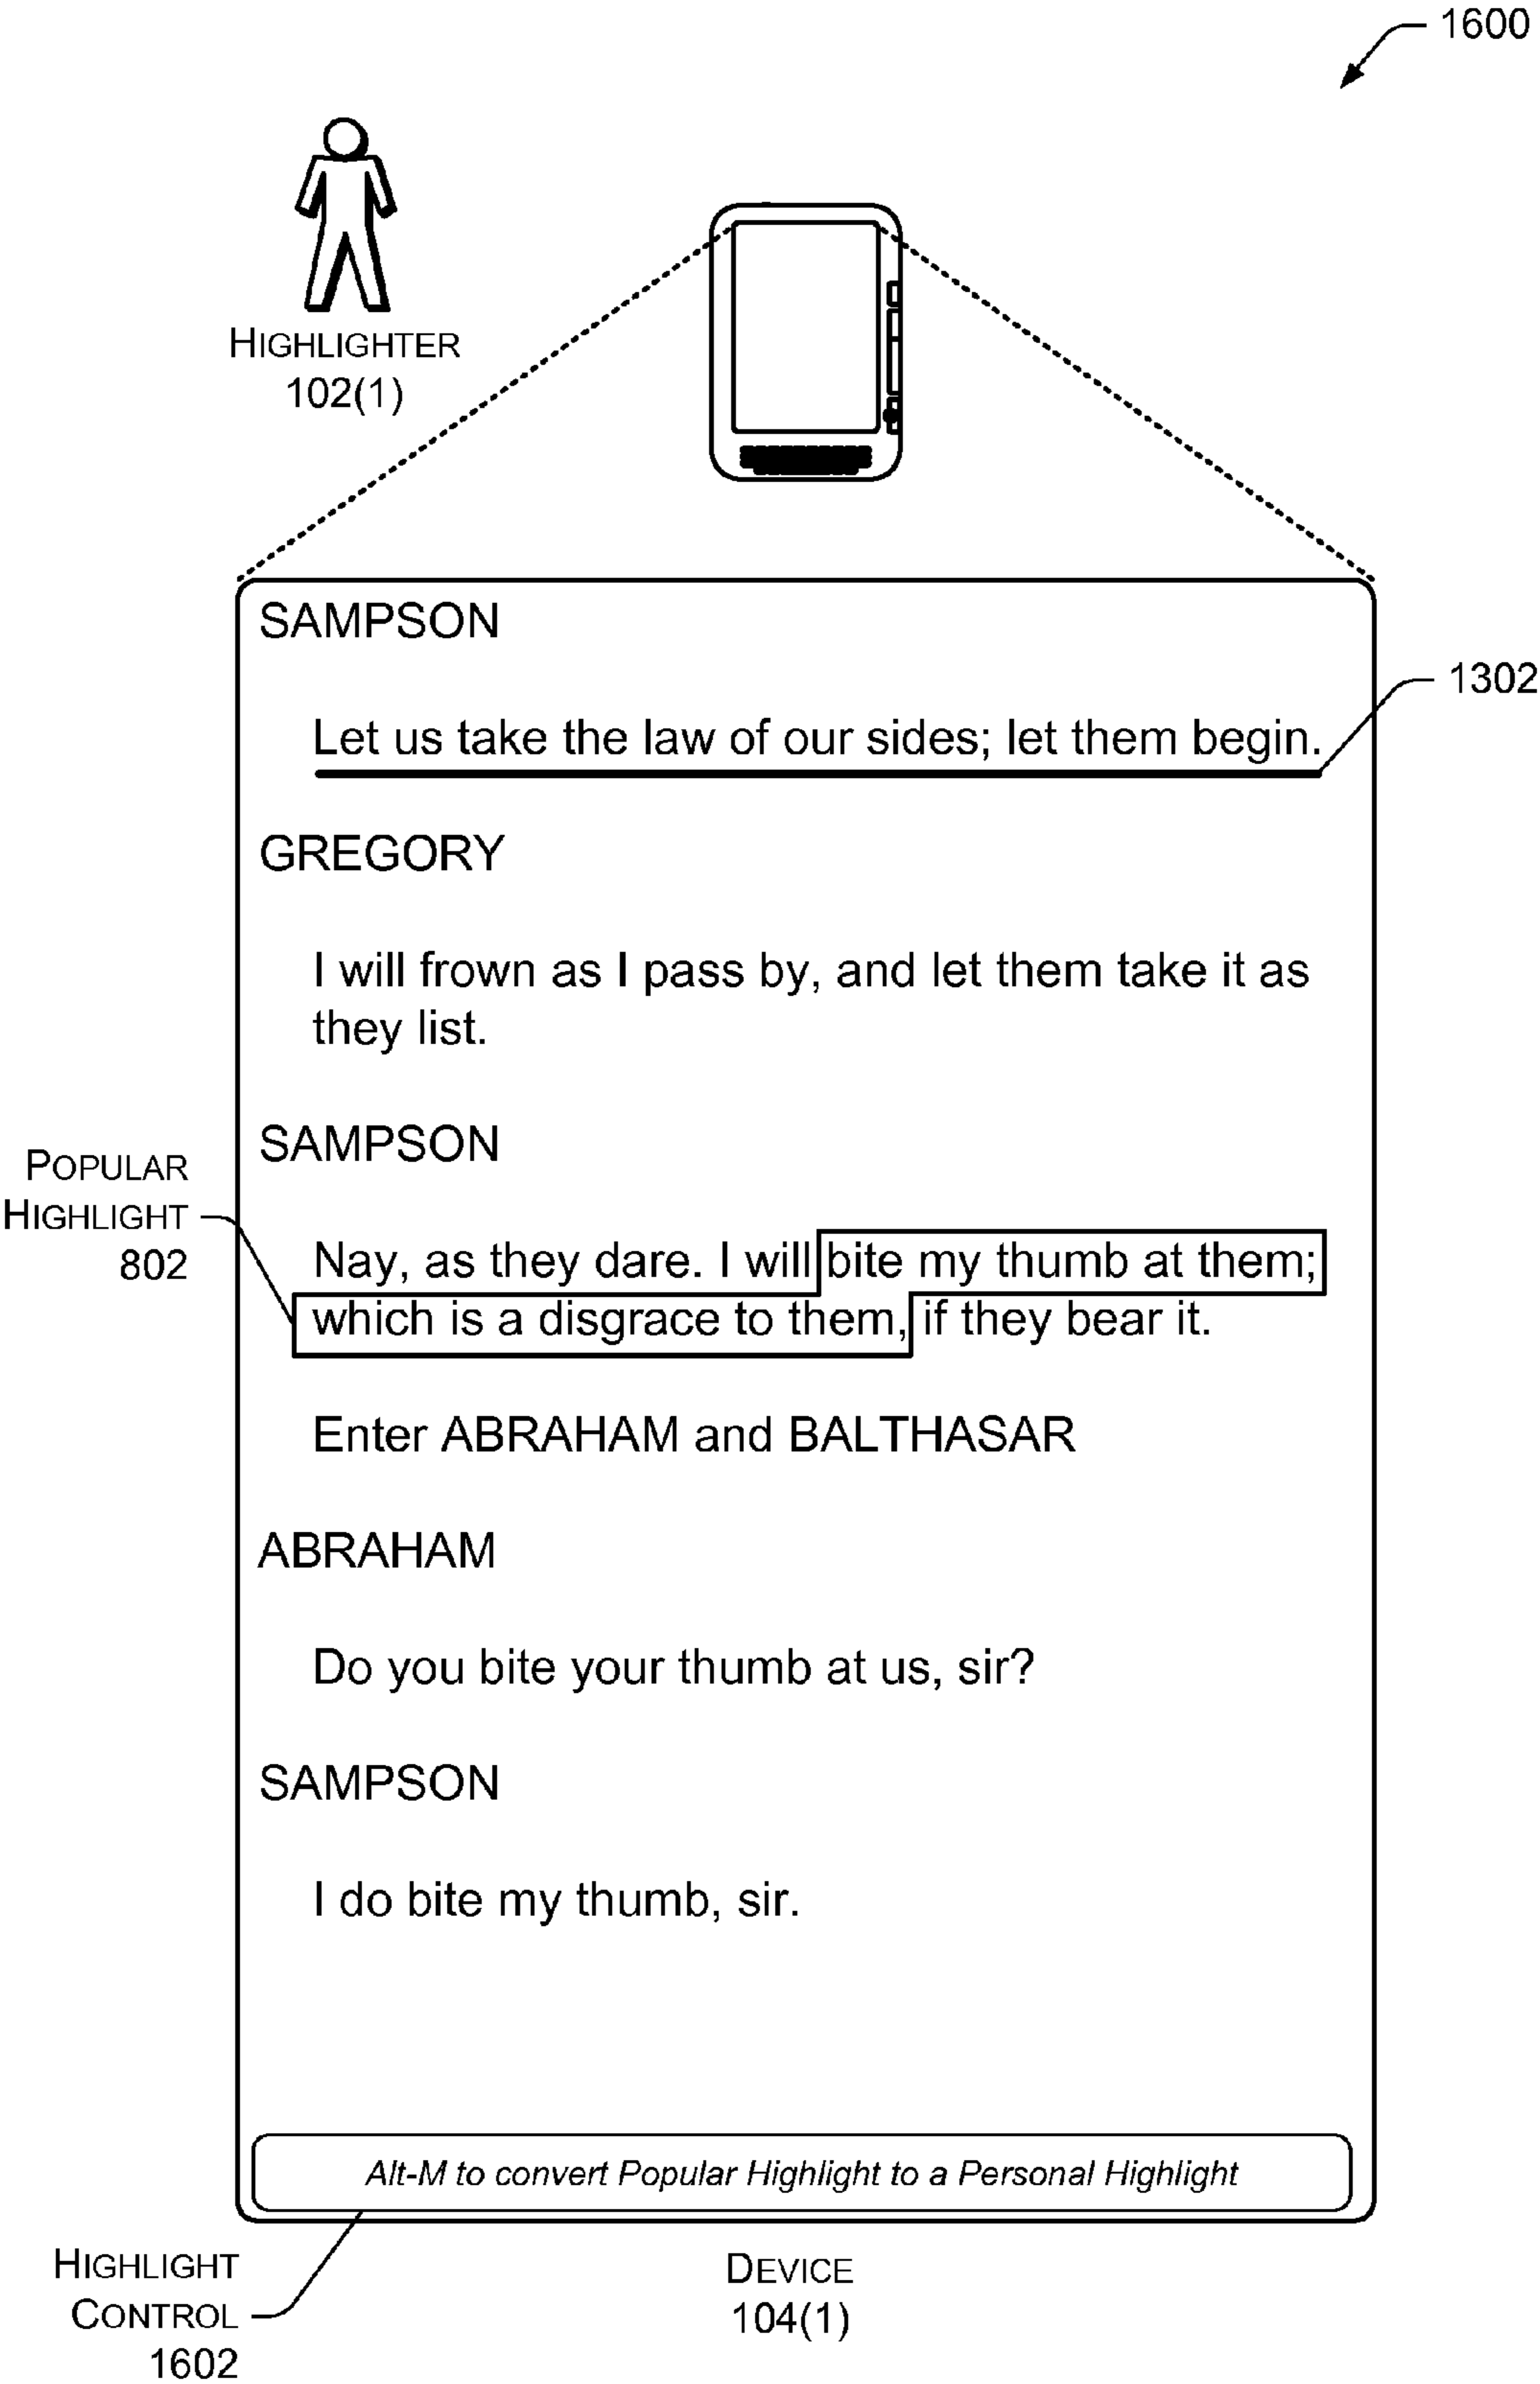 1600
HIGHLIGHTER
102(1)
SAMPSON
1302
Let us take the law of our sides; let them begin.
GREGORY
I will frown as I pass by, and let them take it as
they list.
SAMPSON
POPULAR
HIGHLIGHT
802
Nay, as they dare. I will bite my thumb at them;
which is a disgrace to them, if they bear it.
Enter ABRAHAM and BALTHASAR
ABRAHAM
Do you bite your thumb at us, sir?
SAMPSON
I do bite my thumb, sir.
Alt-M to convert Popular Highlight to a Personal Highlight
HIGHLIGHT
CONTROL
1602
DEVICE
104(1)